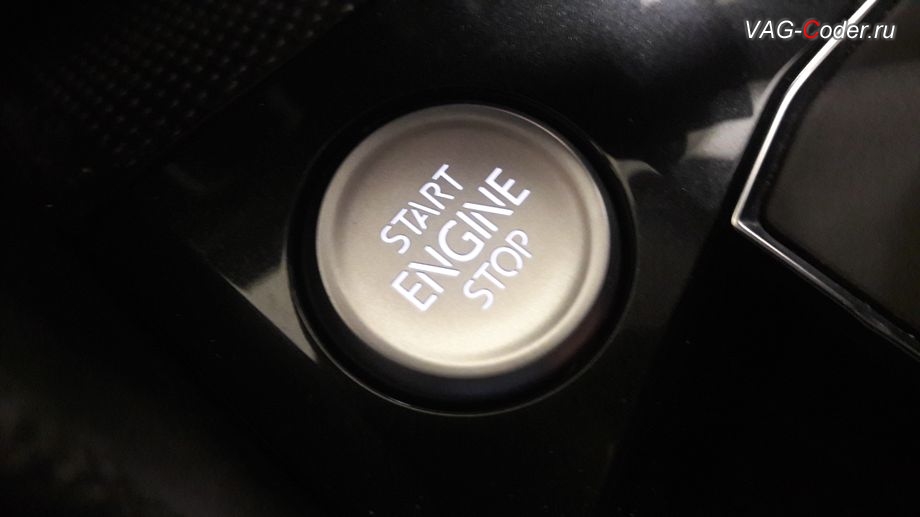 VAG-Coder.ru
START
ENGINE
STOP